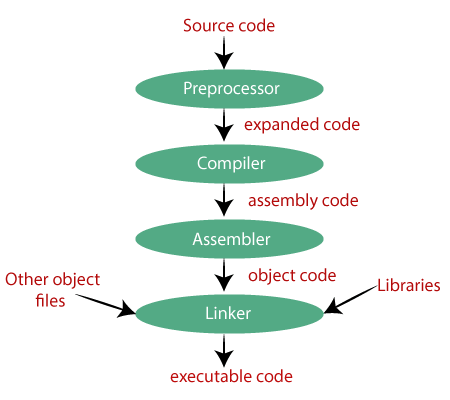 Source code
Preprocessor
expanded code
Compiler
assembly code
Assembler
object code
Other object
files
Libraries
Linker
executable code